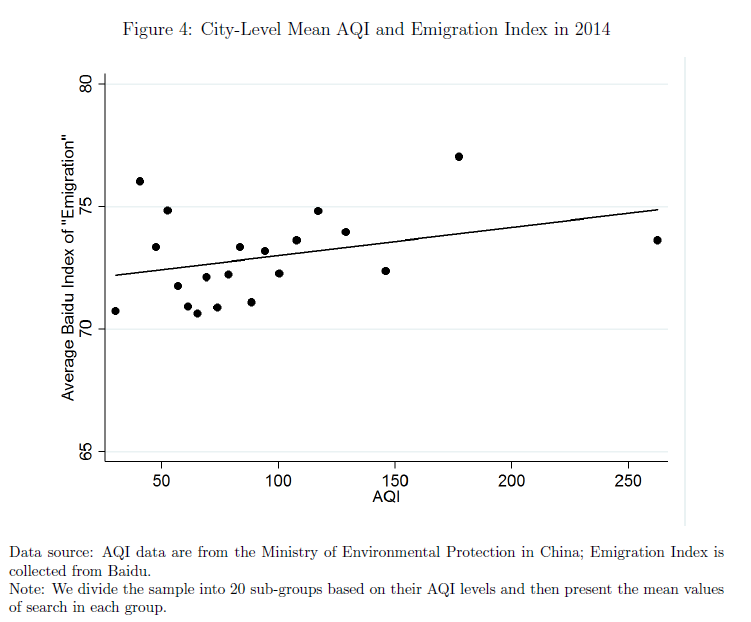 Figure 4: City-Level Mean AQI and Emigration Index in 2014
80
75
70
65
Average Baidu Index of "Emigration"
50 100 150 200 250
AQI
Data source: AQI data are from the Ministry of Environmental Protection in China; Emigration Index is
collected from Baidu.
Note: We divide the sample into 20 sub-groups based on their AQI levels and then present the mean values
of search in each group.